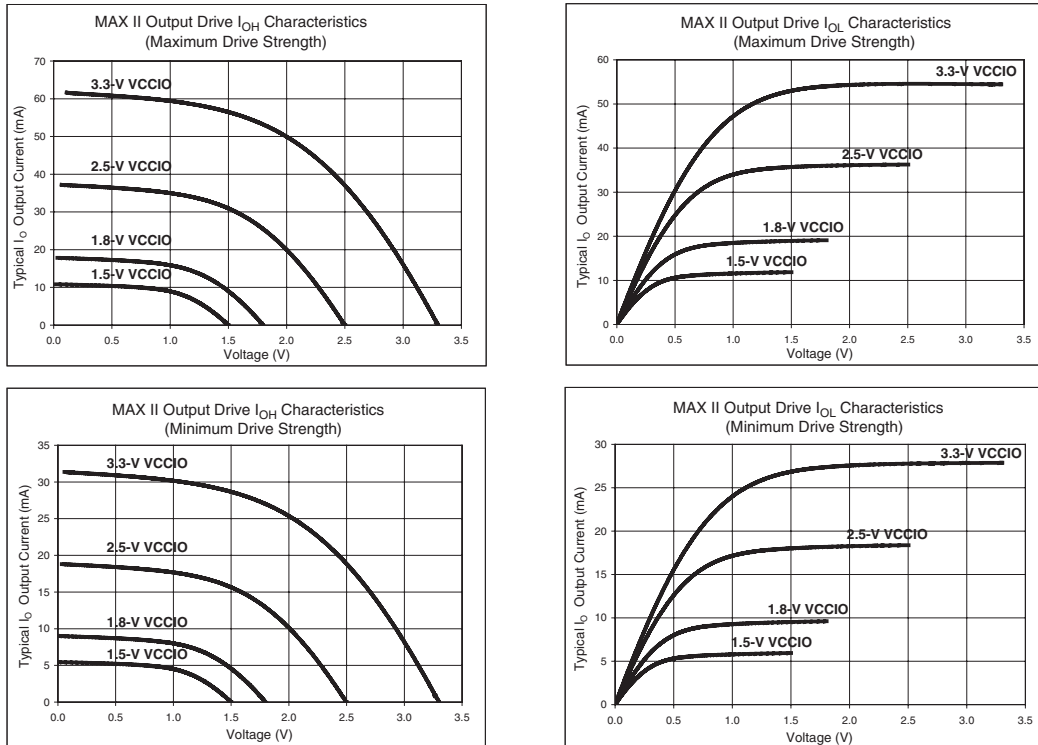 MAX II Output Drive IOH Characteristics
(Maximum Drive Strength)
Typical IO Output Current (mA)
70
60
50
40
30
20
10
0
3.3-V VCCIO
2.5-V VCCIO
1.8-V VCCIO
1.5-V VCCIO
0.0 0.5 1.0 1.5 2.0 2.5 3.0 3.5
Voltage (V)
MAX II Output Drive IOL Characteristics
(Maximum Drive Strength)
Typical IO Output Current (mA)
60
50
40
30
20
10
0
3.3-V VCCIO
2.5-V VCCIO
1.8-V VCCIO
1.5-V VCCIO
0.0 0.5 1.0 1.5 2.0 2.5 3.0 3.5
Voltage (V)
MAX II Output Drive IOH Characteristics
(Minimum Drive Strength)
Typical IO Output Current (mA)
35
30
25
20
15
10
5
0
3.3-V VCCIO
2.5-V VCCIO
1.8-V VCCIO
1.5-V VCCIO
0.0 0.5 1.0 1.5 2.0 2.5 3.0 3.5
Voltage (V)
MAX II Output Drive IOL Characteristics
(Minimum Drive Strength)
Typical IO Output Current (mA)
30
25
20
15
10
5
0
3.3-V VCCIO
2.5-V VCCIO
1.8-V VCCIO
1.5-V VCCIO
0.0 0.5 1.0 1.5 2.0 2.5 3.0 3.5
Voltage (V)